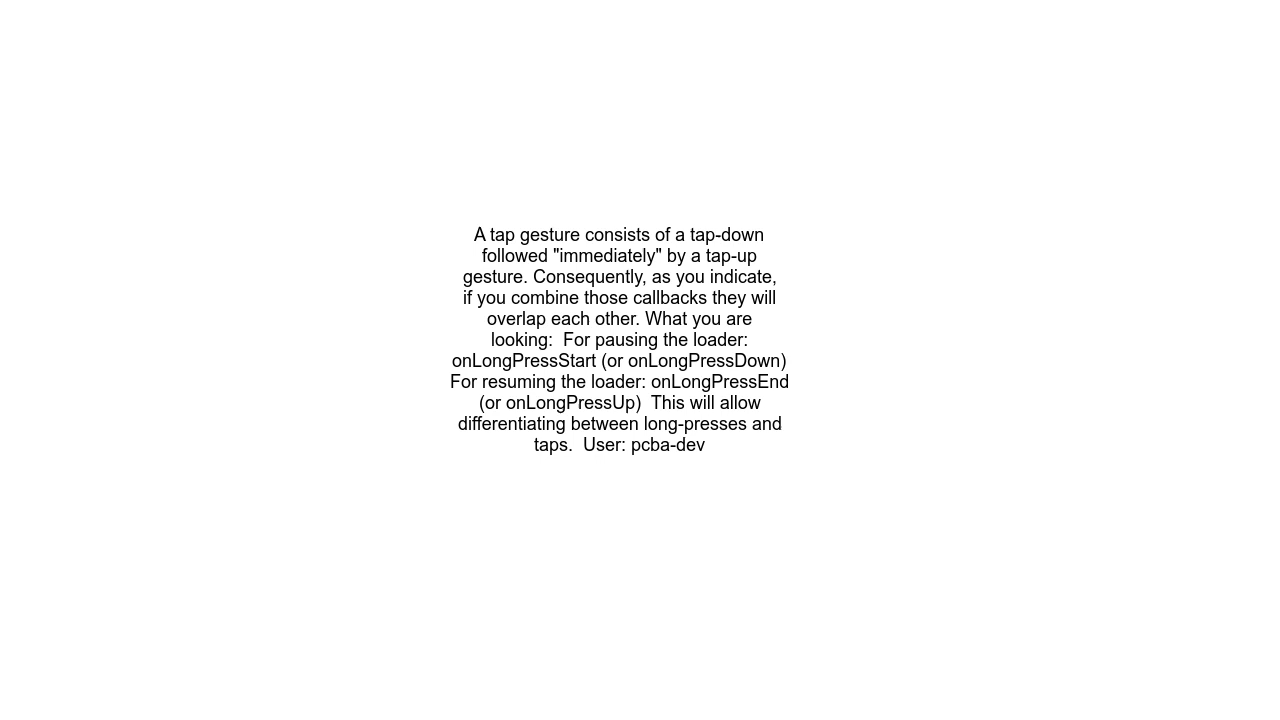 A tap gesture consists of a tap-down
followed "immediately" by a tap-up
gesture. Consequently, as you indicate,
if you combine those callbacks they will
overlap each other. What you are
looking:  For pausing the loader:
onLongPressStart (or onLongPressDown)
For resuming the loader: onLongPressEnd
(or onLongPressUp)  This will allow
differentiating between long-presses and
taps.  User: pcba-dev